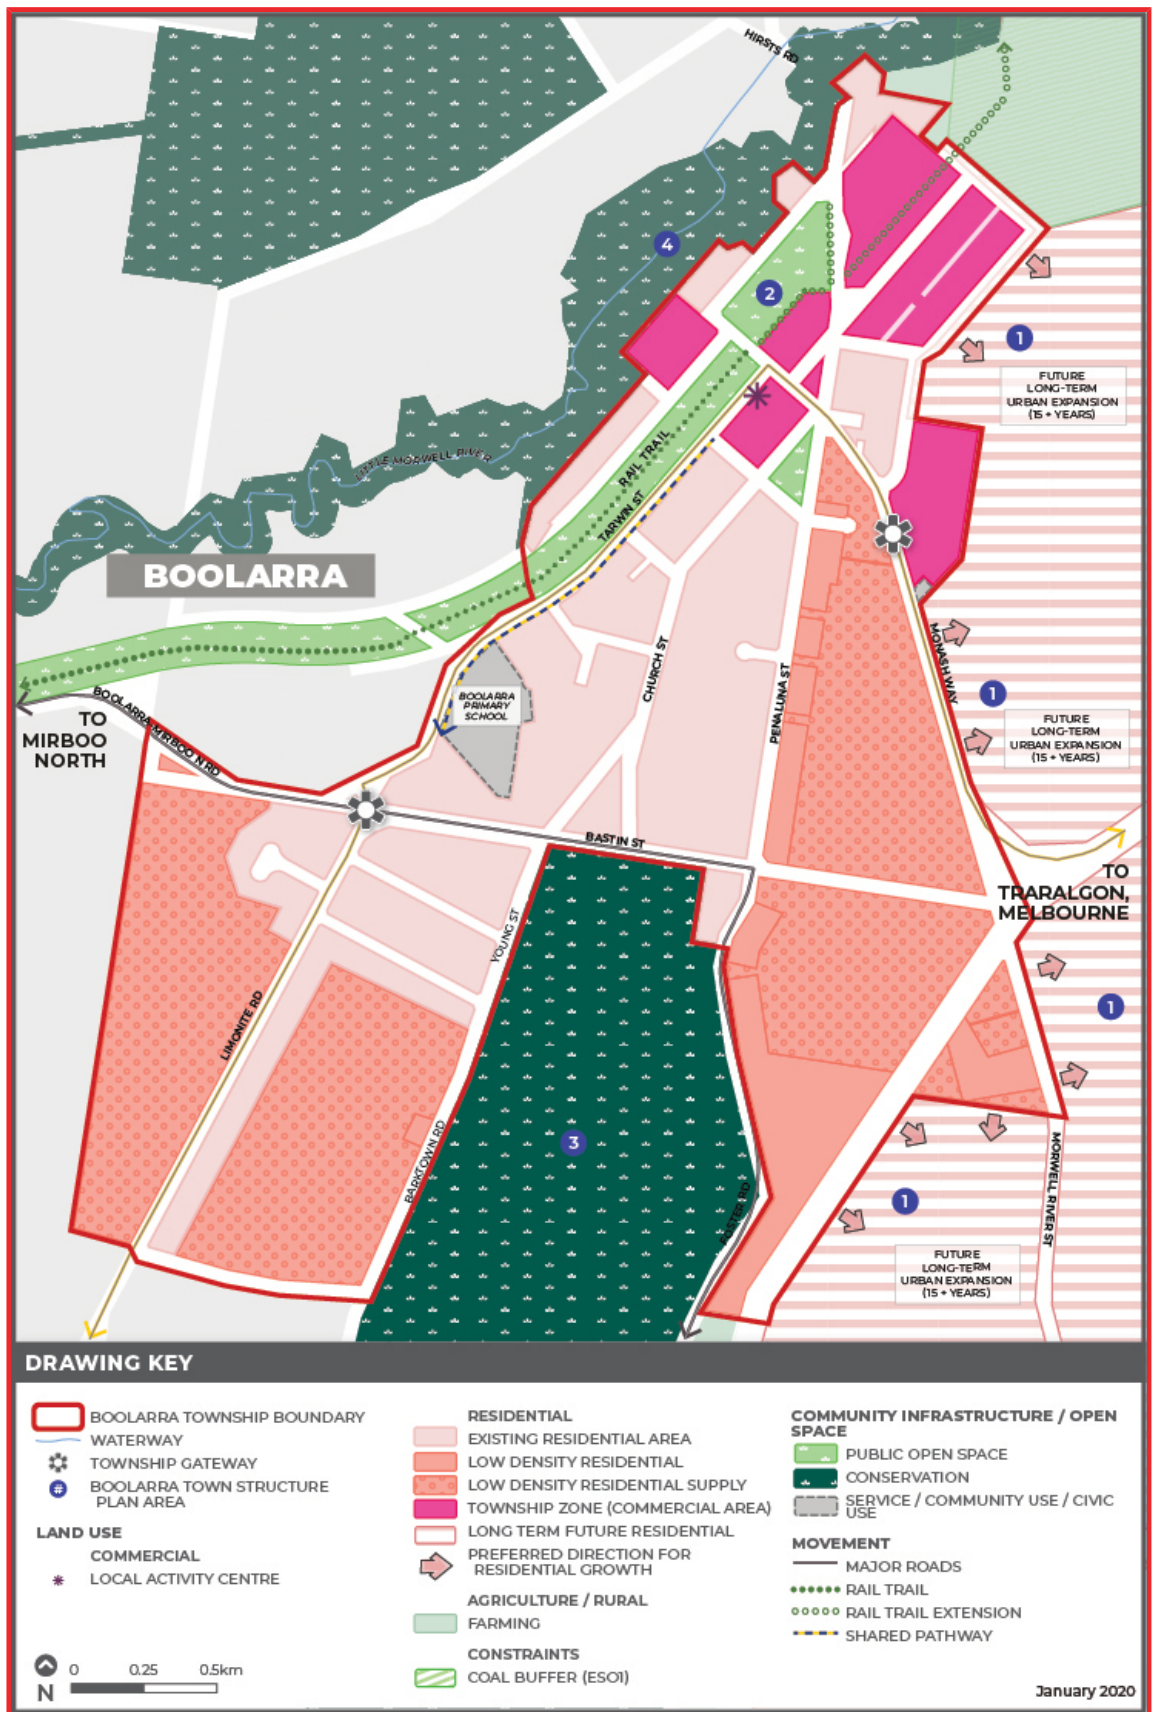 HIRSTS RD
4
2
1
FUTURE
LONG-TERM
URBAN EXPANSION
(15 + YEARS)
LITTLE MORWELL RIVER
RAIL TRAIL
TARWIN ST
BOOLARRA
MONASH WAY
CHURCH ST
PENALUNA ST
BOOLARRA
PRIMARY
SCHOOL
1
FUTURE
LONG-TERM
URBAN EXPANSION
(15 + YEARS)
BOOLARRA-MIRBOO N RD
TO
MIRBOO
NORTH
BASTIN ST
TO
TRARALGON,
MELBOURNE
YOUNG ST
LIMONITE RD
1
3
BARKTOWN RD
FOSTER RD
MORWELL RIVER ST
1
FUTURE
LONG-TERM
URBAN EXPANSION
(15 + YEARS)
DRAWING KEY
BOOLARRA TOWNSHIP BOUNDARY
WATERWAY
TOWNSHIP GATEWAY
#
BOOLARRA TOWN STRUCTURE
PLAN AREA
LAND USE
COMMERCIAL
LOCAL ACTIVITY CENTRE
RESIDENTIAL
EXISTING RESIDENTIAL AREA
LOW DENSITY RESIDENTIAL
LOW DENSITY RESIDENTIAL SUPPLY
TOWNSHIP ZONE (COMMERCIAL AREA)
LONG TERM FUTURE RESIDENTIAL
PREFERRED DIRECTION FOR
RESIDENTIAL GROWTH
AGRICULTURE / RURAL
FARMING
CONSTRAINTS
COAL BUFFER (ESO1)
COMMUNITY INFRASTRUCTURE / OPEN
SPACE
PUBLIC OPEN SPACE
CONSERVATION
SERVICE / COMMUNITY USE / CIVIC
USE
MOVEMENT
MAJOR ROADS
RAIL TRAIL
RAIL TRAIL EXTENSION
SHARED PATHWAY
0 0.25 0.5km
N
January 2020